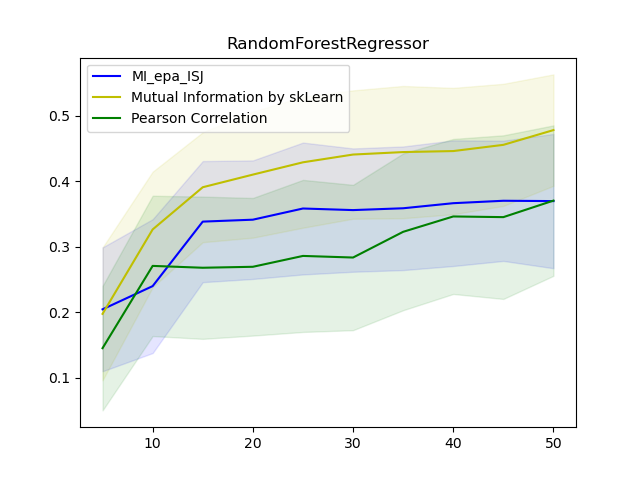 RandomForestRegressor
MI_epa_ISJ
Mutual Information by skLearn
Pearson Correlation
0.5
0.4
0.3
0.2
0.1
10 20 30 40 50